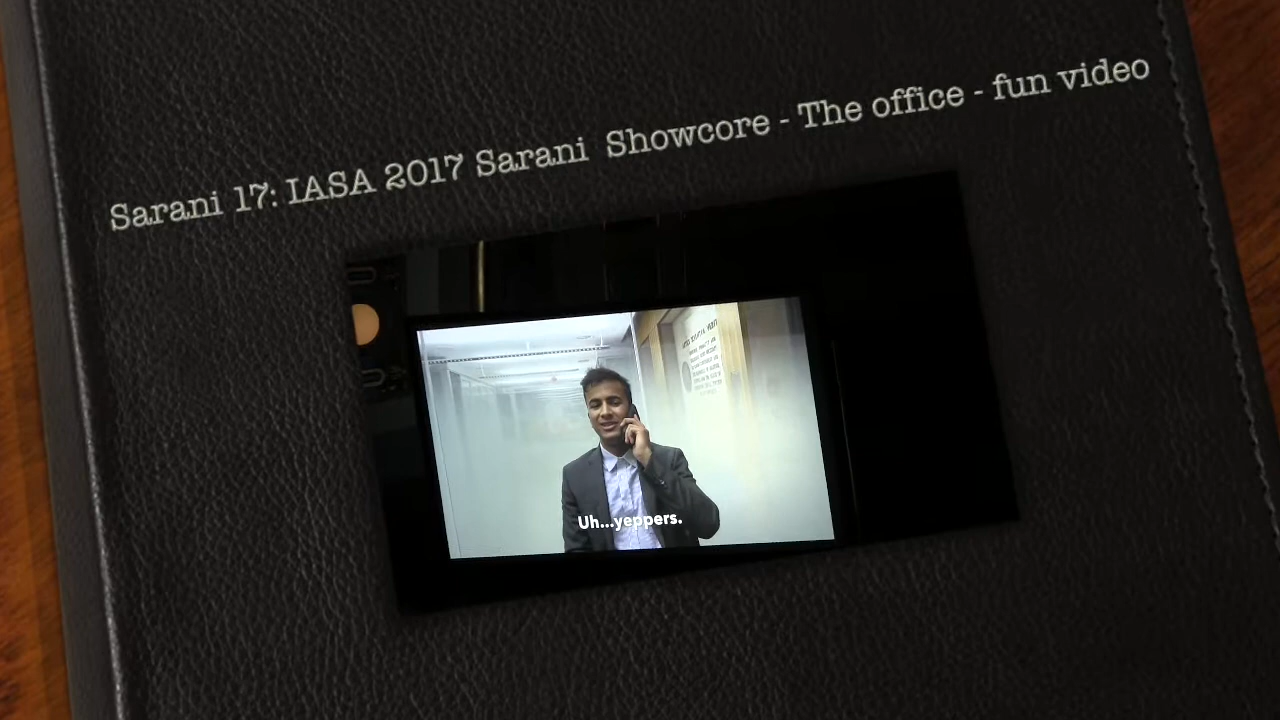 Sarani 17: IASA 2017 Sarani Showcore - The office - fun video
Uh...yeppers.